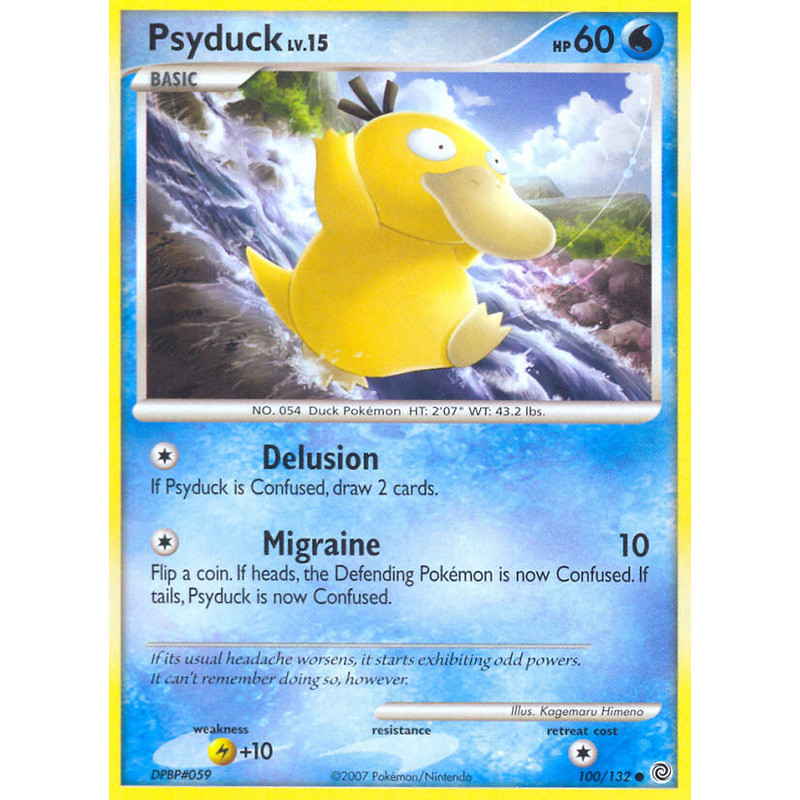 Psyduck LV.15
HP 60
BASIC
NO. 054 Duck Pokémon HT: 2'07" WT: 43.2 lbs.
Delusion
If Psyduck is Confused, draw 2 cards.
Migraine 10
Flip a coin. If heads, the Defending Pokémon is now Confused. If
tails, Psyduck is now Confused.
If its usual headache worsens, it starts exhibiting odd powers.
It can't remember doing so, however.
Illus. Kagemaru Himeno
weakness resistance retreat cost
+10
DPBP#059 ©2007 Pokémon/Nintendo 100/132